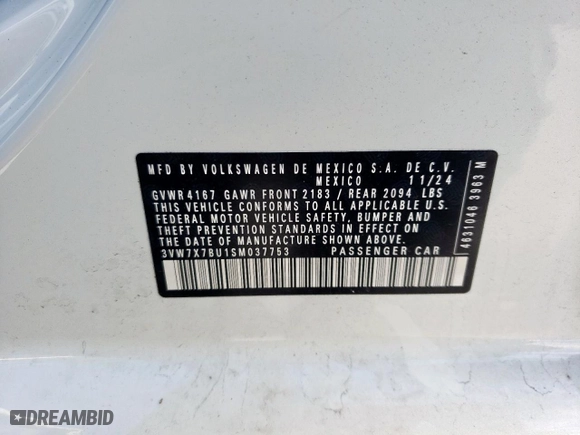 MFD BY VOLKSWAGEN DE MEXICO S.A. DE C.V.
MEXICO 11/24
GVWR 4167 GAWR FRONT 2183 / REAR 2094 LBS
THIS VEHICLE CONFORMS TO ALL APPLICABLE U.S.
FEDERAL MOTOR VEHICLE SAFETY, BUMPER AND
THEFT PREVENTION STANDARDS IN EFFECT ON
THE DATE OF MANUFACTURE SHOWN ABOVE
3VW7X7BU1SM037753 PASSENGER CAR
4631046 3963 M
DREAMBID